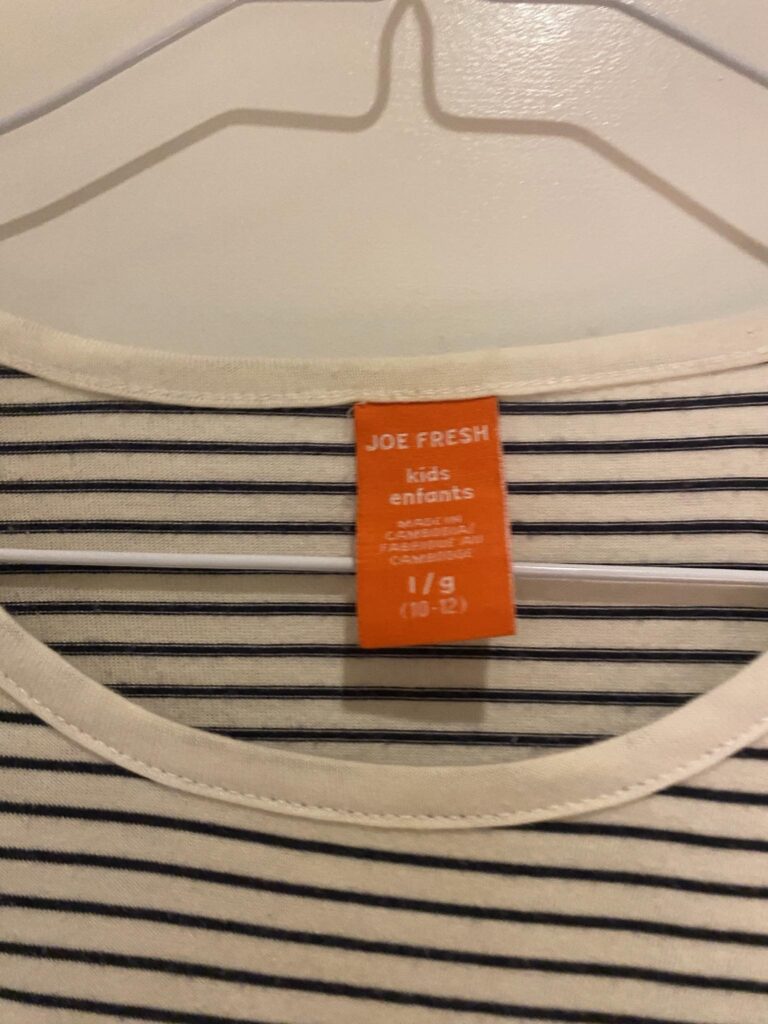 JOE FRESH
kids
enfants
MADE IN
CAMBODIA/
FABRIQUÉ AU
CAMBODGE
l/g
(10-12)